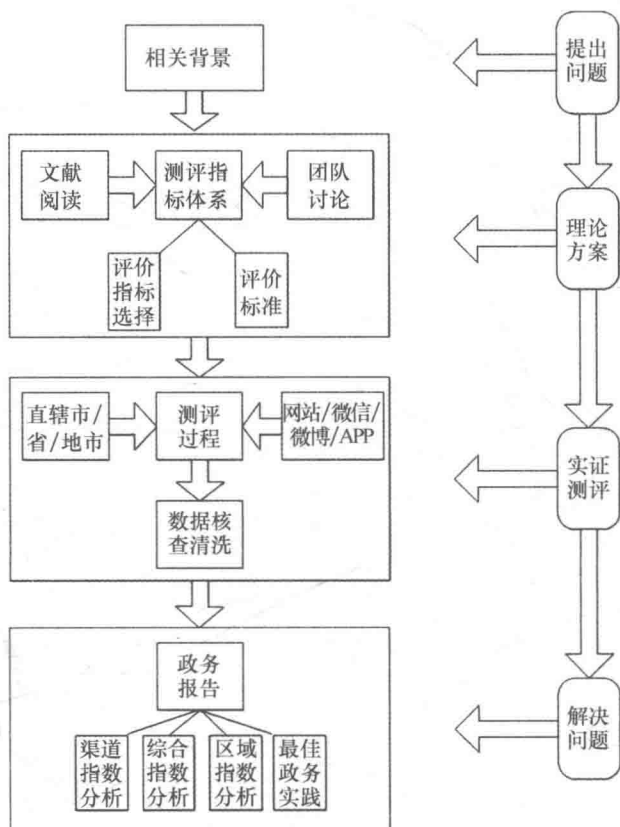 相关背景
提出
问题
文献
阅读
测评指
标体系
团队
讨论
理论
方案
评价
指标
选择
评价
标准
直辖市/
省/地市
测评
过程
网站/微信/
微博/APP
实证
测评
数据核
查清洗
政务
报告
解决
问题
渠道
指数
分析
综合
指数
分析
区域
指数
分析
最佳
政务
实践